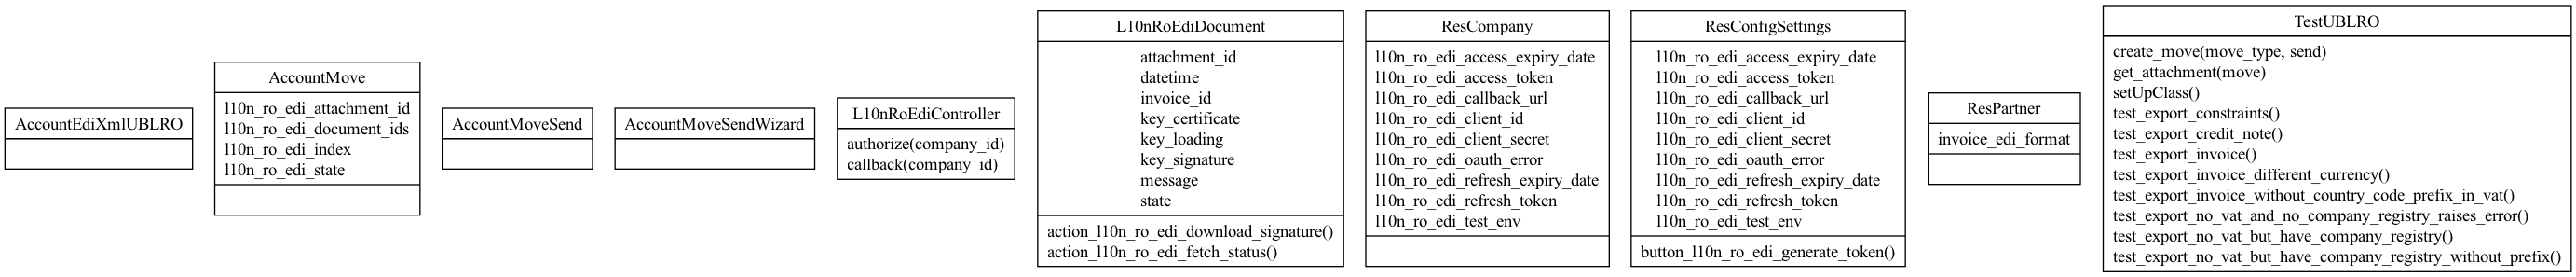 AccountEdiXmlUBLRO
AccountMove
l10n_ro_edi_attachment_id
l10n_ro_edi_document_ids
l10n_ro_edi_index
l10n_ro_edi_state
AccountMoveSend
AccountMoveSendWizard
L10nRoEdiController
authorize(company_id)
callback(company_id)
L10nRoEdiDocument
attachment_id
datetime
invoice_id
key_certificate
key_loading
key_signature
message
state
action_l10n_ro_edi_download_signature()
action_l10n_ro_edi_fetch_status()
ResCompany
l10n_ro_edi_access_expiry_date
l10n_ro_edi_access_token
l10n_ro_edi_callback_url
l10n_ro_edi_client_id
l10n_ro_edi_client_secret
l10n_ro_edi_oauth_error
l10n_ro_edi_refresh_expiry_date
l10n_ro_edi_refresh_token
l10n_ro_edi_test_env
ResConfigSettings
l10n_ro_edi_access_expiry_date
l10n_ro_edi_access_token
l10n_ro_edi_callback_url
l10n_ro_edi_client_id
l10n_ro_edi_client_secret
l10n_ro_edi_oauth_error
l10n_ro_edi_refresh_expiry_date
l10n_ro_edi_refresh_token
l10n_ro_edi_test_env
button_l10n_ro_edi_generate_token()
ResPartner
invoice_edi_format
TestUBLRO
create_move(move_type, send)
get_attachment(move)
setUpClass()
test_export_constraints()
test_export_credit_note()
test_export_invoice()
test_export_invoice_different_currency()
test_export_invoice_without_country_code_prefix_in_vat()
test_export_no_vat_and_no_company_registry_raises_error()
test_export_no_vat_but_have_company_registry()
test_export_no_vat_but_have_company_registry_without_prefix()